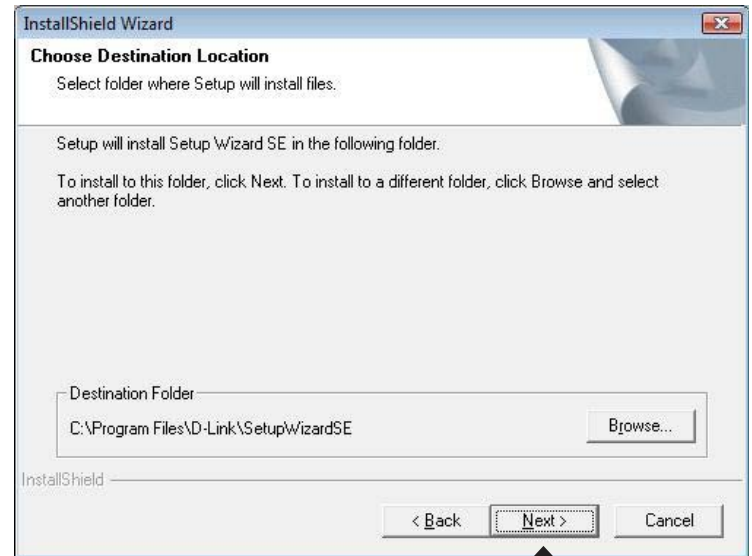 InstallShield Wizard
Choose Destination Location
Select folder where Setup will install files.
Setup will install Setup Wizard SE in the following folder.
To install to this folder, click Next. To install to a different folder, click Browse and select
another folder.
Destination Folder
C:\Program Files\D-Link\SetupWizardSE
Browse...
InstallShield
< Back Next > Cancel